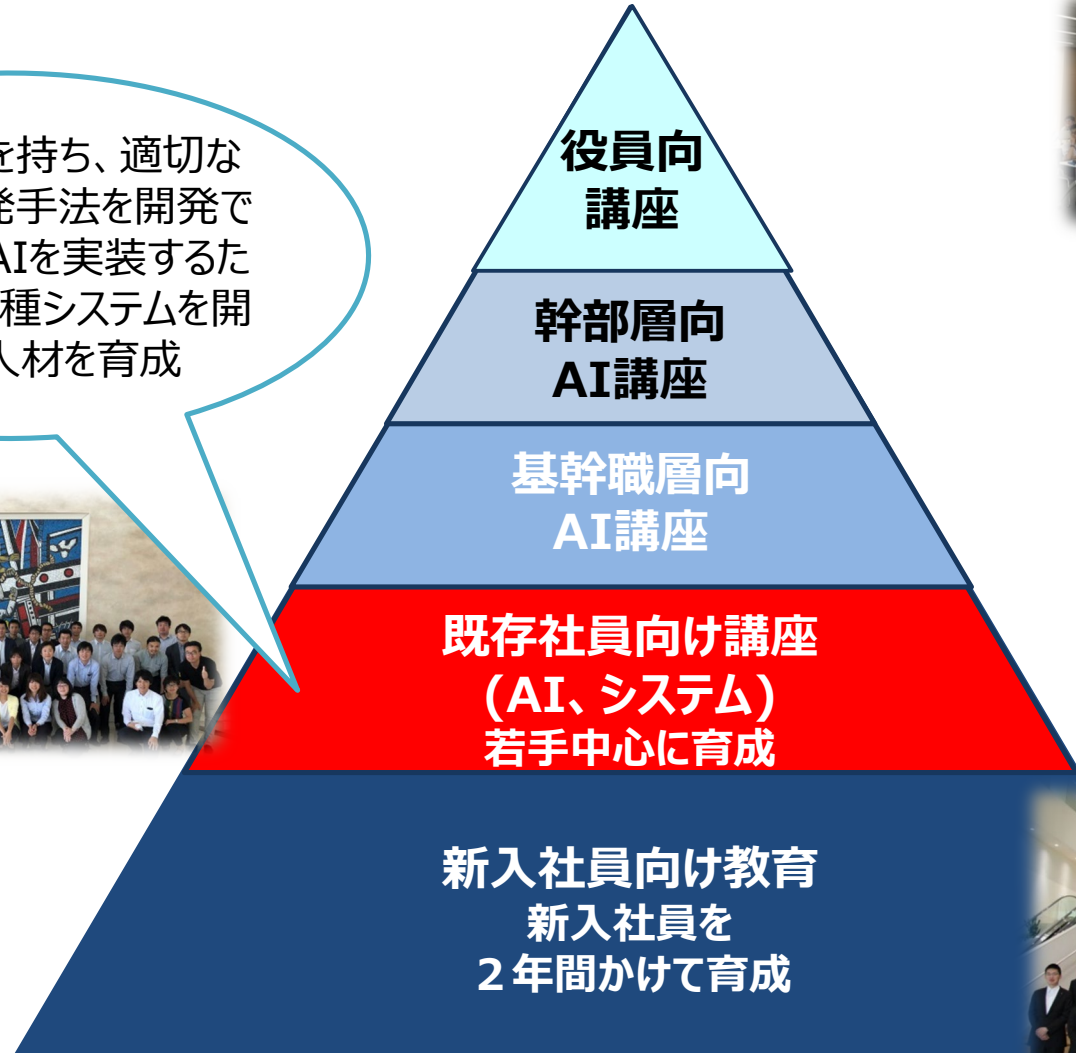 を持ち、適切な
発手法を開発で
AIを実装するた
種システムを開
人材を育成
役員向
講座
幹部層向
AI講座
基幹職層向
AI講座
既存社員向け講座
(AI、システム)
若手中心に育成
新入社員向け教育
新入社員を
２年間かけて育成